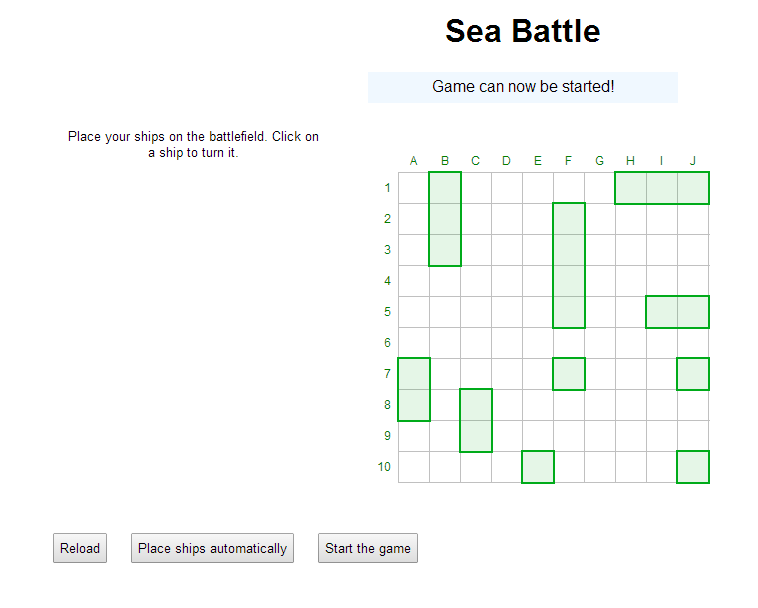 Sea Battle
Game can now be started!
Place your ships on the battlefield. Click on
a ship to turn it.
A B C D E F G H I J
1
2
3
4
5
6
7
8
9
10
Reload Place ships automatically Start the game